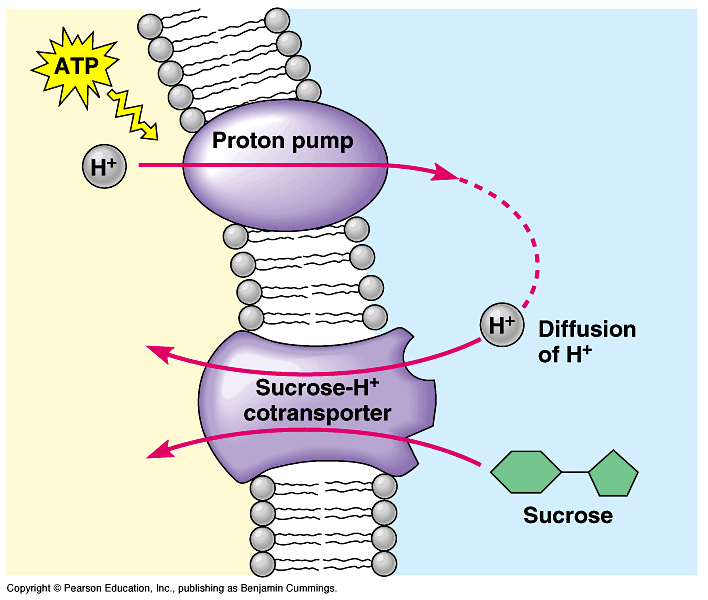 ATP
Proton pump
H+
H+
Diffusion
of H+
Sucrose-H+
cotransporter
Sucrose
Copyright © Pearson Education, Inc., publishing as Benjamin Cummings.